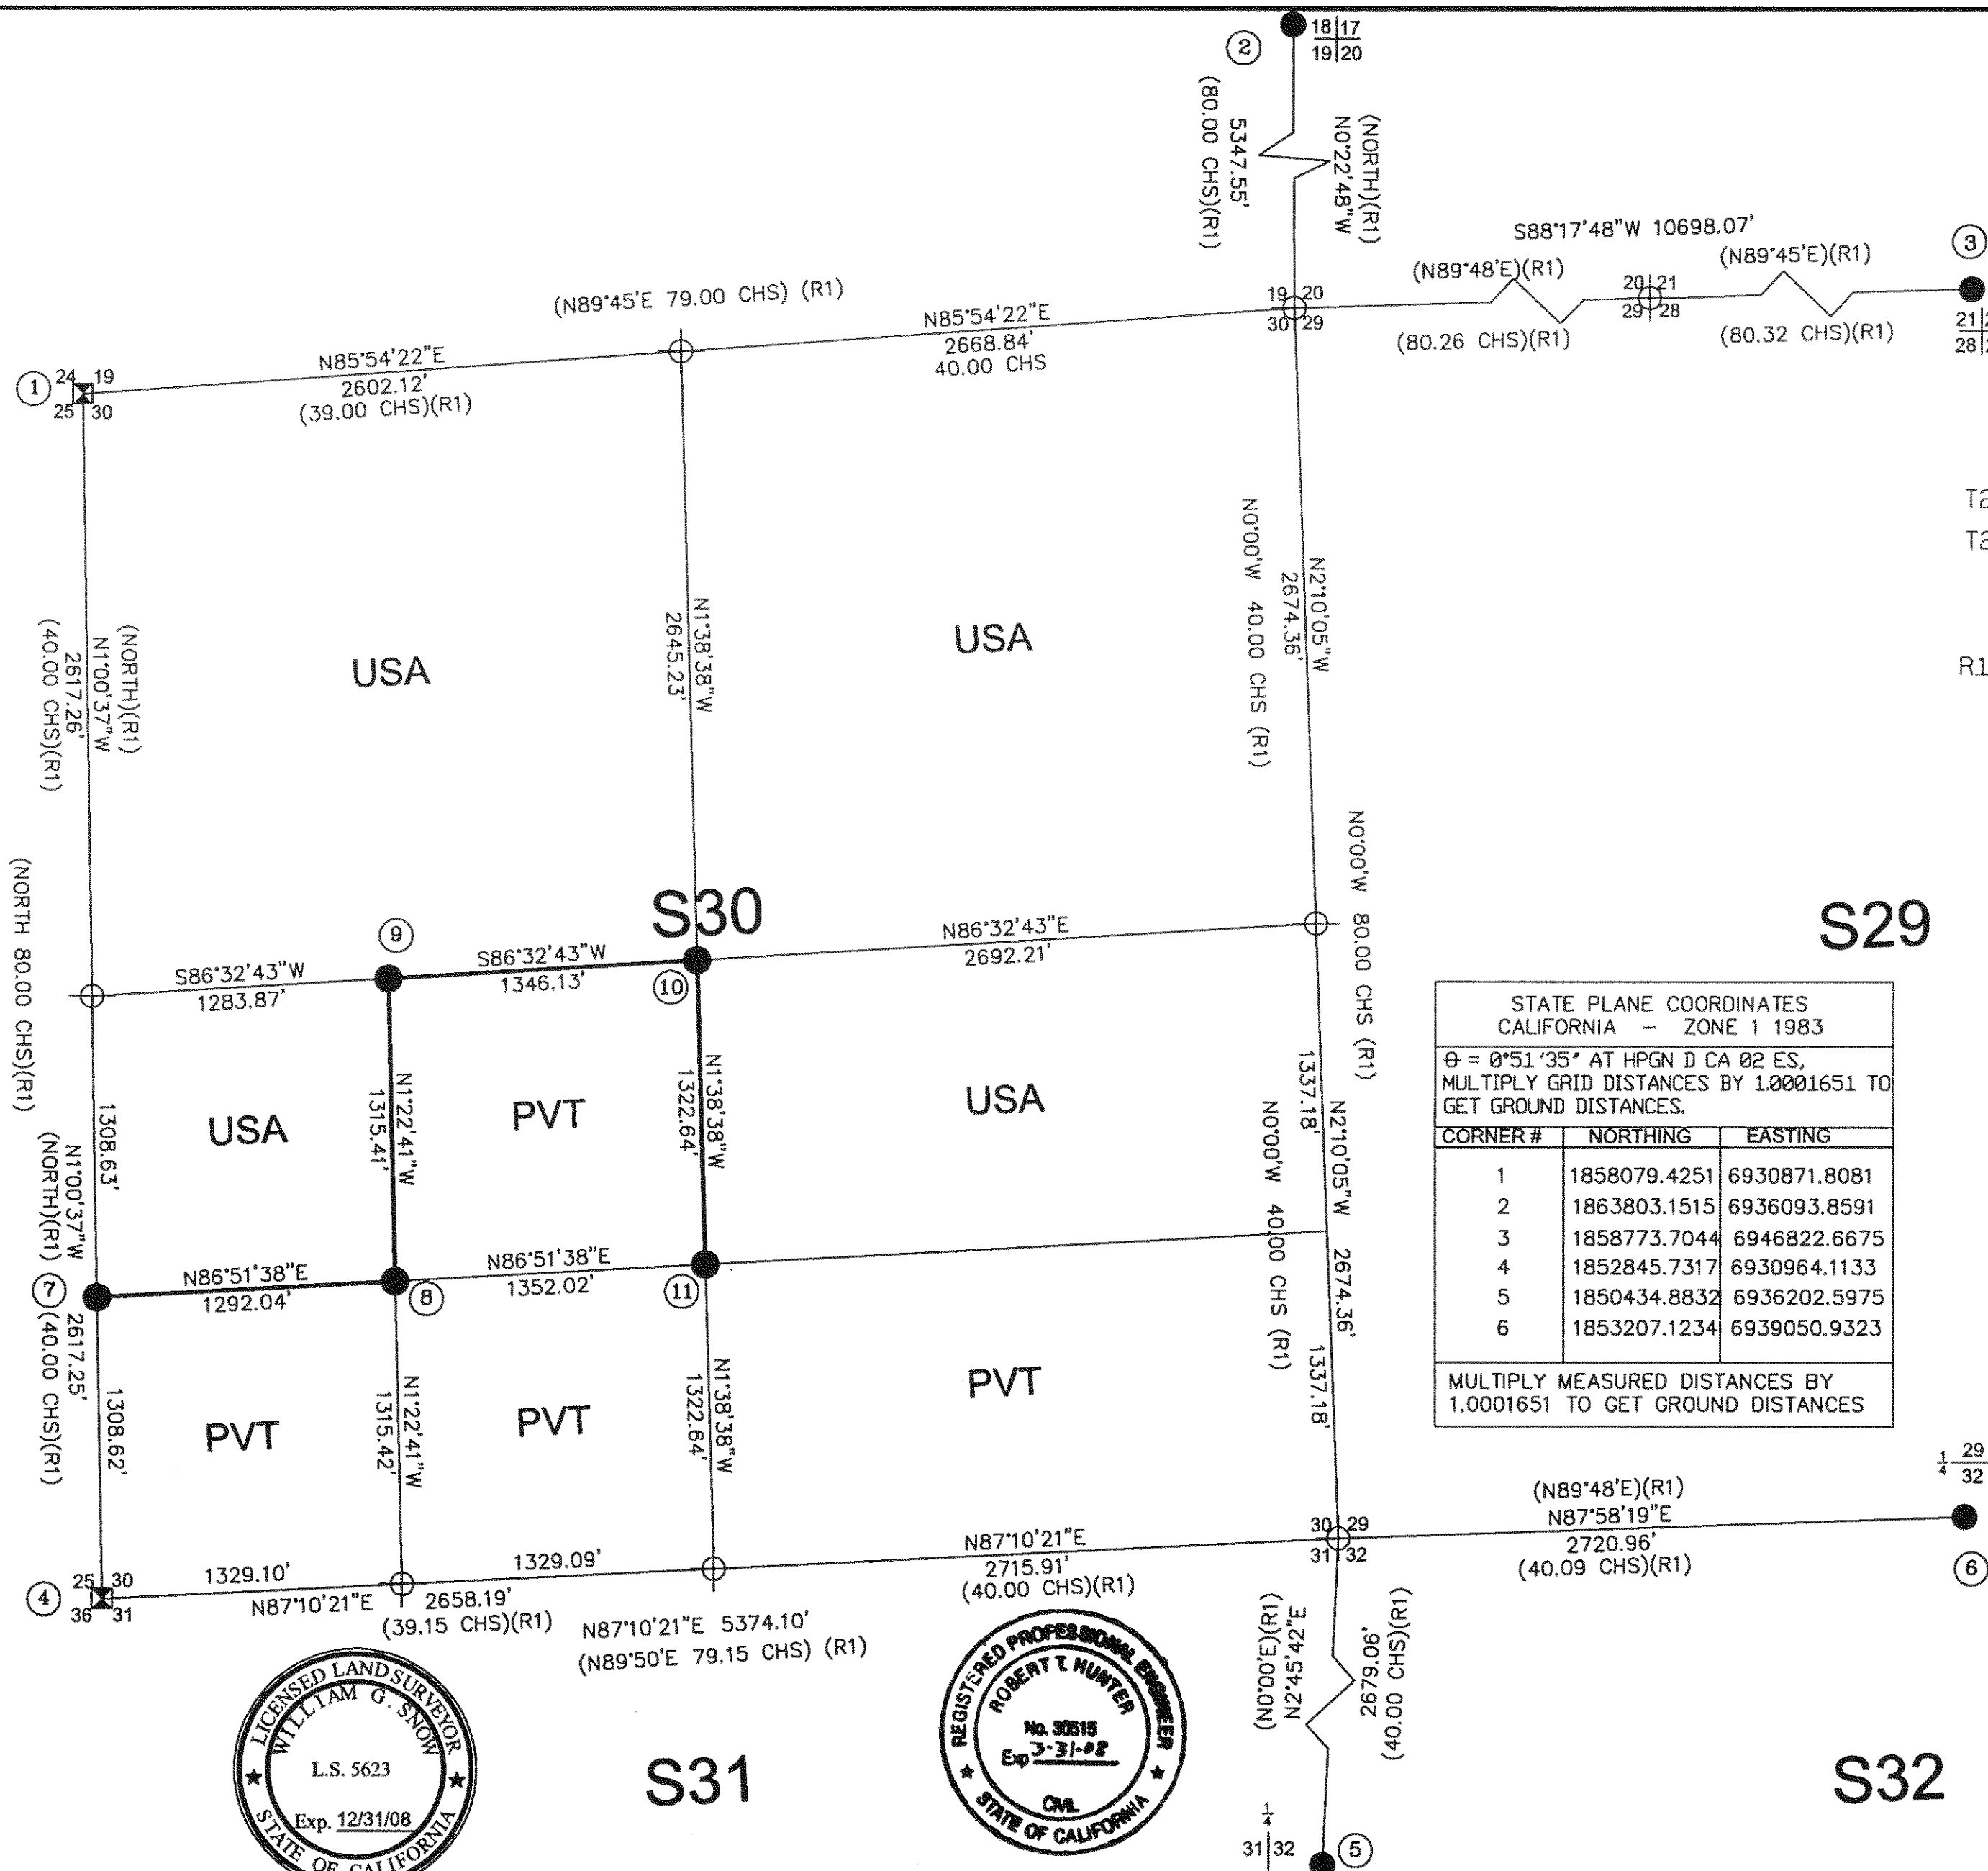 2
18|17
19|20
(NORTH)(R1)
N0°22'48"W
5347.55'
(80.00 CHS)(R1)
S88°17'48"W 10698.07'
3
(N89°48'E)(R1)
(N89°45'E)(R1)
19 20
30 29
20 21
29 28
(80.26 CHS)(R1)
(80.32 CHS)(R1)
21|2
28|2
(N89°45'E 79.00 CHS) (R1)
N85°54'22"E
2602.12'
(39.00 CHS)(R1)
N85°54'22"E
2668.84'
40.00 CHS
1
24 19
25 30
T2
T2
R1
(NORTH)(R1)
N1°00'37"W
2617.26'
(40.00 CHS)(R1)
USA
N1°38'38"W
2645.23'
USA
N2°10'05"W
2674.36'
N0°00'W 40.00 CHS (R1)
(NORTH 80.00 CHS)(R1)
N0°00'W 80.00 CHS (R1)
S30
S29
9
S86°32'43"W
1283.87'
S86°32'43"W
1346.13'
10
N86°32'43"E
2692.21'
STATE PLANE COORDINATES
CALIFORNIA - ZONE 1 1983
θ = 0°51'35" AT HPGN D CA 02 ES,
MULTIPLY GRID DISTANCES BY 1.0001651 TO
GET GROUND DISTANCES.
CORNER # NORTHING EASTING
1 1858079.4251 6930871.8081
2 1863803.1515 6936093.8591
3 1858773.7044 6946822.6675
4 1852845.7317 6930964.1133
5 1850434.8832 6936202.5975
6 1853207.1234 6939050.9323
MULTIPLY MEASURED DISTANCES BY
1.0001651 TO GET GROUND DISTANCES
1308.63'
N1°00'37"W
(NORTH)(R1)
USA
N1°22'41"W
1315.41'
PVT
N1°38'38"W
1322.64'
USA
1337.18'
N2°10'05"W 2674.36'
N0°00'W 40.00 CHS (R1)
1337.18'
7
N86°51'38"E
1292.04'
8
N86°51'38"E
1352.02'
11
2617.25'
(40.00 CHS)(R1)
1308.62'
PVT
N1°22'41"W
1315.42'
PVT
N1°38'38"W
1322.64'
PVT
1/4 29
32
(N89°48'E)(R1)
N87°58'19"E
2720.96'
(40.09 CHS)(R1)
6
30 29
31 32
4
25 30
36 31
1329.10'
1329.09'
N87°10'21"E 2658.19'
(39.15 CHS)(R1)
N87°10'21"E
2715.91'
(40.00 CHS)(R1)
N87°10'21"E 5374.10'
(N89°50'E 79.15 CHS) (R1)
(N0°00'E)(R1)
N2°45'42"E
2679.06'
(40.00 CHS)(R1)
LICENSED LAND SURVEYOR
WILLIAM G. SNOW
L.S. 5623
Exp. 12/31/08
STATE OF CALIFORNIA
S31
REGISTERED PROFESSIONAL ENGINEER
ROBERT T. HUNTER
No. 30515
Exp 3-31-08
CIVIL
STATE OF CALIFORNIA
S32
1/4
31|32
5